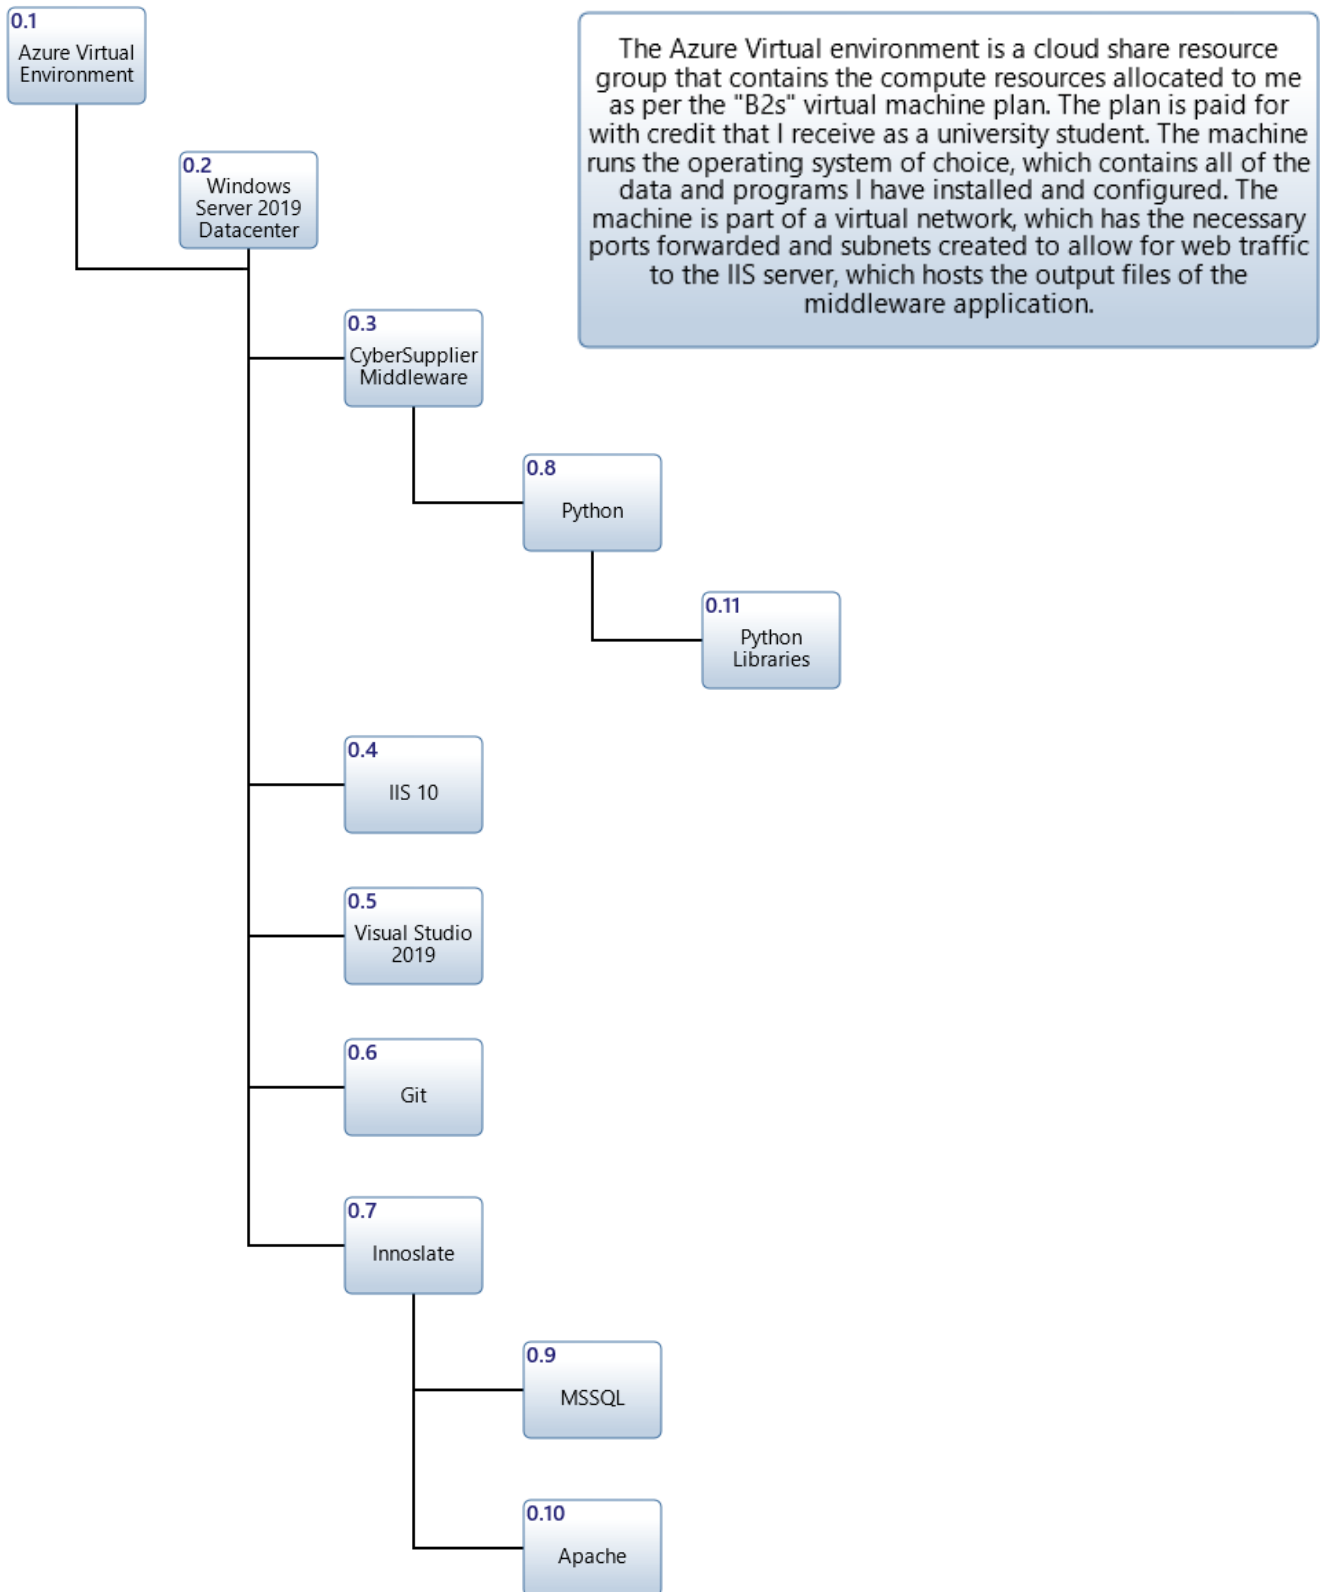 0.1
Azure Virtual
Environment
The Azure Virtual environment is a cloud share resource
group that contains the compute resources allocated to me
as per the "B2s" virtual machine plan. The plan is paid for
with credit that I receive as a university student. The machine
runs the operating system of choice, which contains all of the
data and programs I have installed and configured. The
machine is part of a virtual network, which has the necessary
ports forwarded and subnets created to allow for web traffic
to the IIS server, which hosts the output files of the
middleware application.
0.2
Windows
Server 2019
Datacenter
0.3
CyberSupplier
Middleware
0.8
Python
0.11
Python
Libraries
0.4
IIS 10
0.5
Visual Studio
2019
0.6
Git
0.7
Innoslate
0.9
MSSQL
0.10
Apache